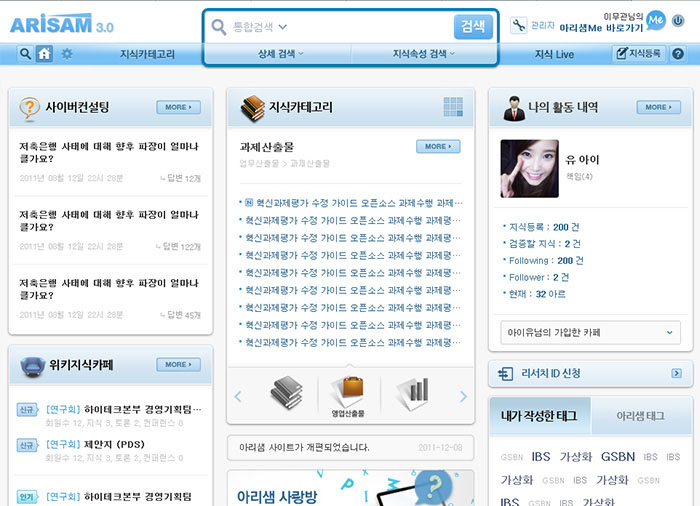 ARISAM 3.0
통합검색
검색
관리자
이무관님의
아리샘Me 바로가기
Me
지식카테고리
상세 검색
지식속성 검색
지식 Live
지식등록
?
사이버컨설팅
MORE
저축은행 사태에 대해 향후 파장이 얼마나
클가요?
2011년 08월 12일 22시 28분
답변 12개
저축은행 사태에 대해 향후 파장이 얼마나
클가요?
2011년 08월 12일 22시 28분
답변 122개
저축은행 사태에 대해 향후 파장이 얼마나
클가요?
2011년 08월 12일 22시 28분
답변 45개
위키지식카페
MORE
신규 [연구회] 하이테크본부 경영기획팀…
회원수 12, 지식 3, 토론 2, 컨퍼런스 0
신규 [연구회] 제안지 (PDS)
회원수 12, 지식 3, 토론 2, 컨퍼런스 0
인기 [연구회] 하이테크본부 경영기획팀
지식카테고리
과제산출물
MORE
업무산출물 > 과제산출물
N 혁신과제평가 수정 가이드 오픈소스 과제수행 과제…
혁신과제평가 수정 가이드 오픈소스 과제수행 과제평…
혁신과제평가 수정 가이드 오픈소스 과제수행 과제평…
혁신과제평가 수정 가이드 오픈소스 과제수행 과제평…
혁신과제평가 수정 가이드 오픈소스 과제수행 과제평…
혁신과제평가 수정 가이드 오픈소스 과제수행 과제평…
혁신과제평가 수정 가이드 오픈소스 과제수행 과제평…
혁신과제평가 수정 가이드 오픈소스 과제수행 과제평…
혁신과제평가 수정 가이드 오픈소스 과제수행 과제평…
영업산출물
아리샘 사이트가 개편되었습니다.
2011-12-08
아리샘 사랑방
?
나의 활동 내역
MORE
유 아이
책임(4)
지식등록 : 200 건
검증할 지식 : 2 건
Following : 200 건
Follower : 2 건
현재 : 32 아르
아이유님의 가입한 카페
리서치 ID 신청
내가 작성한 태그
아리샘 태그
GSBN IBS 가상화 GSBN IBS IBS
가상화 GSBN IBS 가상화 GSBN
IBS IBS 가상화